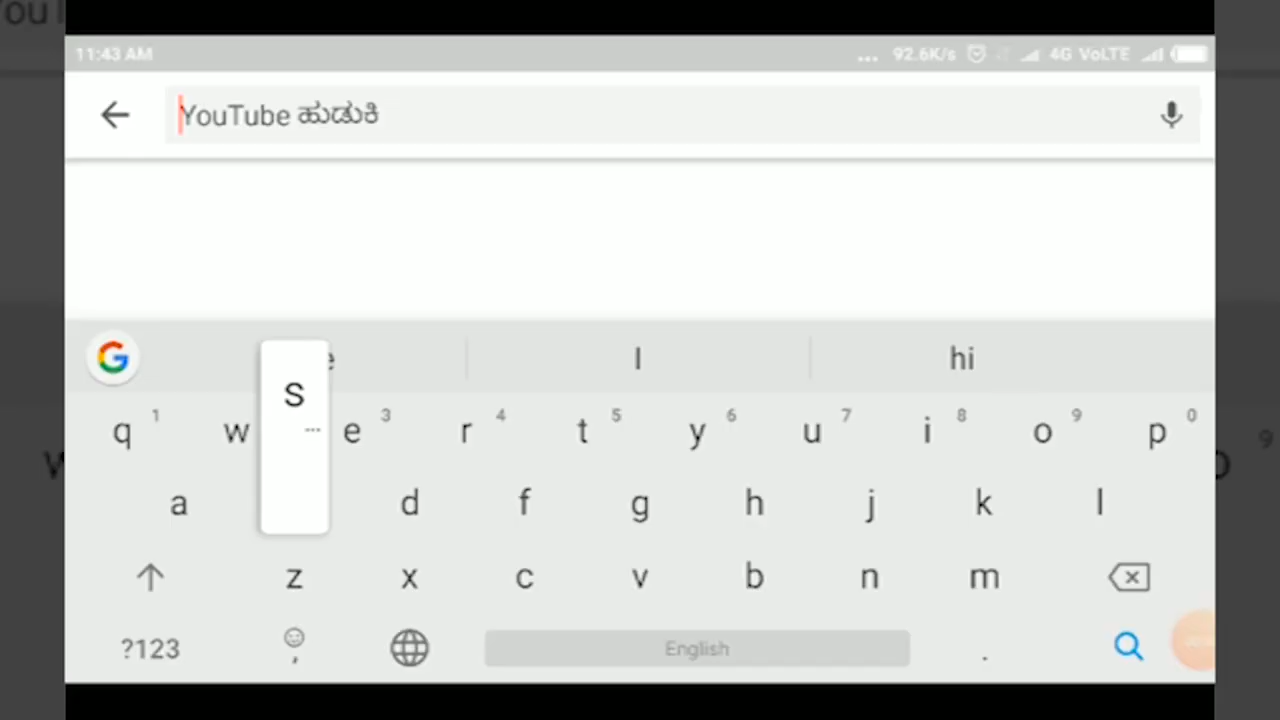 11:43 AM ... 92.6K/s 4G VoLTE
YouTube ಹುಡುಕಿ
I hi
q 1 w e 3 r 4 t 5 y 6 u 7 i 8 o 9 p 0
S ...
a d f g h j k l
z x c v b n m
?123 , English .